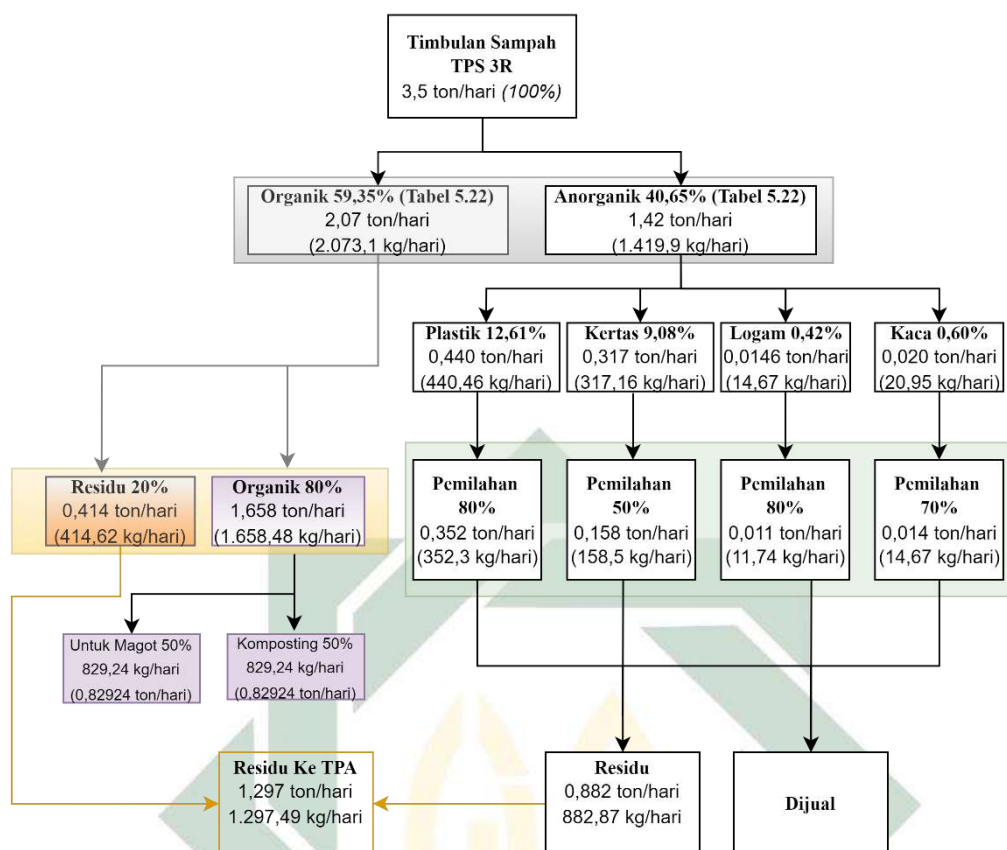 Timbulan Sampah
TPS 3R
3,5 ton/hari (100%)
Organik 59,35% (Tabel 5.22)
2,07 ton/hari
(2.073,1 kg/hari)
Anorganik 40,65% (Tabel 5.22)
1,42 ton/hari
(1.419,9 kg/hari)
Plastik 12,61%
0,440 ton/hari
(440,46 kg/hari)
Kertas 9,08%
0,317 ton/hari
(317,16 kg/hari)
Logam 0,42%
0,0146 ton/hari
(14,67 kg/hari)
Kaca 0,60%
0,020 ton/hari
(20,95 kg/hari)
Residu 20%
0,414 ton/hari
(414,62 kg/hari)
Organik 80%
1,658 ton/hari
(1.658,48 kg/hari)
Pemilahan
80%
0,352 ton/hari
(352,3 kg/hari)
Pemilahan
50%
0,158 ton/hari
(158,5 kg/hari)
Pemilahan
80%
0,011 ton/hari
(11,74 kg/hari)
Pemilahan
70%
0,014 ton/hari
(14,67 kg/hari)
Untuk Magot 50%
829,24 kg/hari
(0,82924 ton/hari)
Komposting 50%
829,24 kg/hari
(0,82924 ton/hari)
Residu Ke TPA
1,297 ton/hari
1.297,49 kg/hari
Residu
0,882 ton/hari
882,87 kg/hari
Dijual